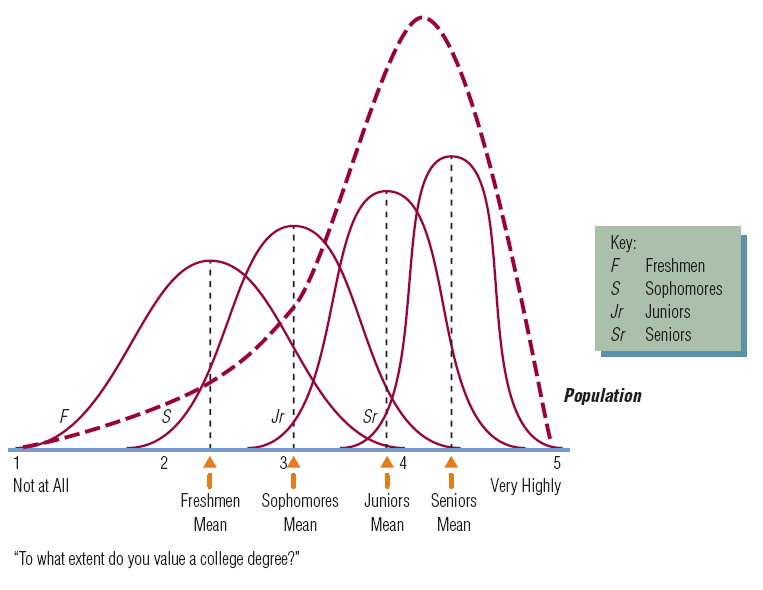 Key:
F Freshmen
S Sophomores
Jr Juniors
Sr Seniors
Population
F S Jr Sr
1 2 3 4 5
Not at All Very Highly
Freshmen Sophomores Juniors Seniors
Mean Mean Mean Mean
“To what extent do you value a college degree?”